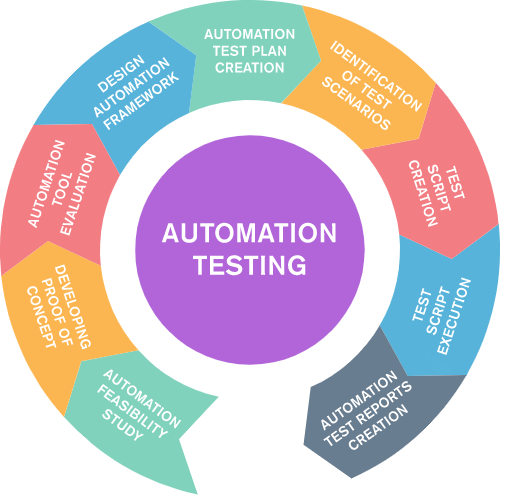 AUTOMATION
TEST PLAN
CREATION
IDENTIFICATION
OF TEST
SCENARIOS
TEST
SCRIPT
CREATION
TEST
SCRIPT
EXECUTION
AUTOMATION
TEST REPORTS
CREATION
AUTOMATION
FEASIBILITY
STUDY
DEVELOPING
PROOF OF
CONCEPT
AUTOMATION
TOOL
EVALUATION
DESIGN
AUTOMATION
FRAMEWORK
AUTOMATION
TESTING